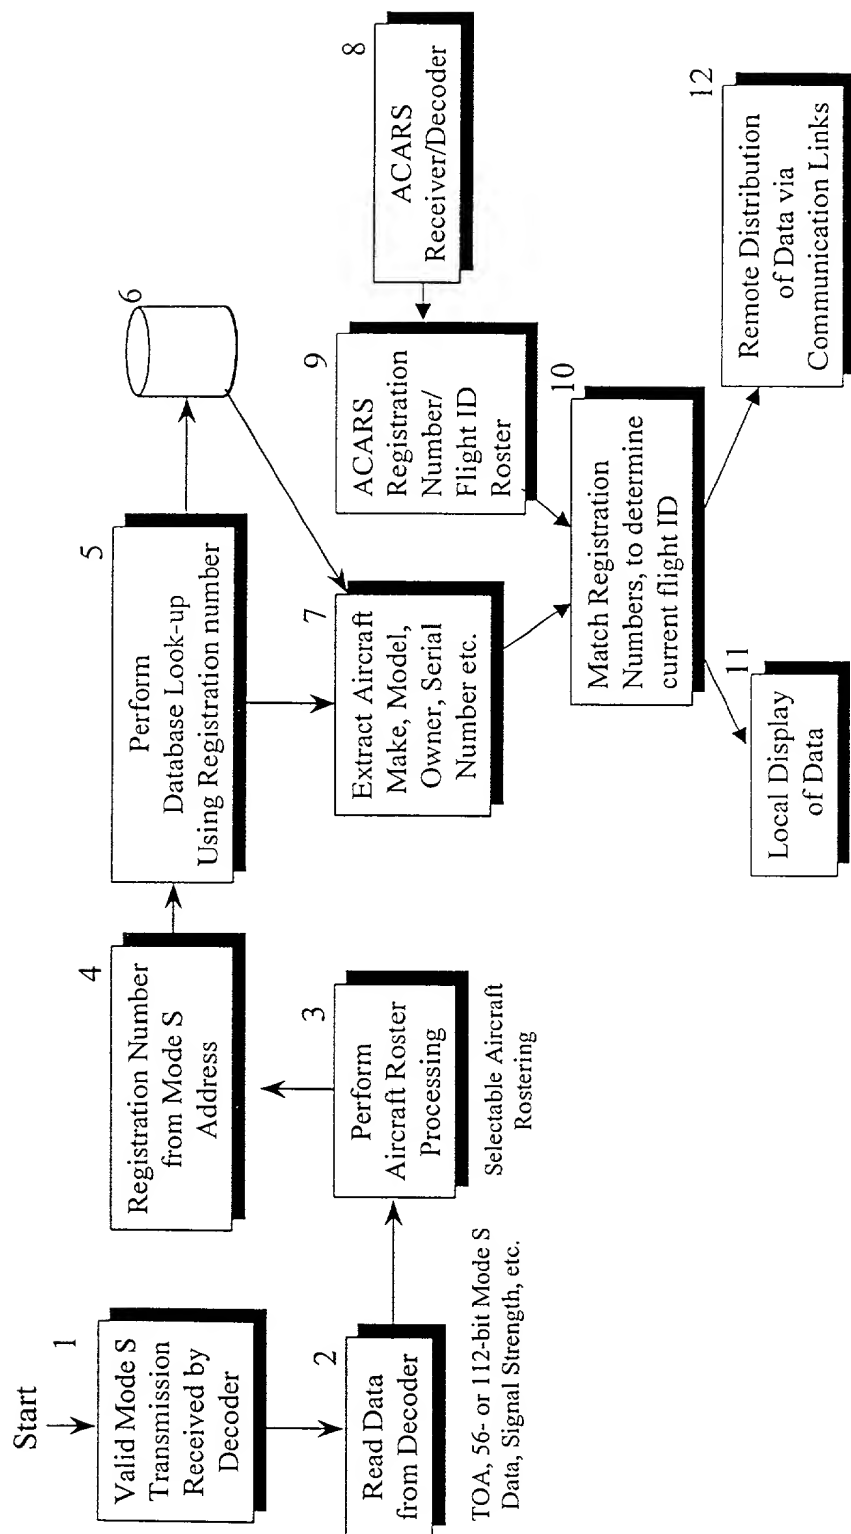 Start
1
Valid Mode S
Transmission
Received by
Decoder
2
Read Data
from Decoder
TOA, 56- or 112-bit Mode S
Data, Signal Strength, etc.
3
Perform
Aircraft Roster
Processing
Selectable Aircraft
Rostering
4
Registration Number
from Mode S
Address
5
Perform
Database Look-up
Using Registration number
6
7
Extract Aircraft
Make, Model,
Owner, Serial
Number etc.
8
ACARS
Receiver/Decoder
9
ACARS
Registration
Number/
Flight ID
Roster
10
Match Registration
Numbers, to determine
current flight ID
11
Local Display
of Data
12
Remote Distribution
of Data via
Communication Links